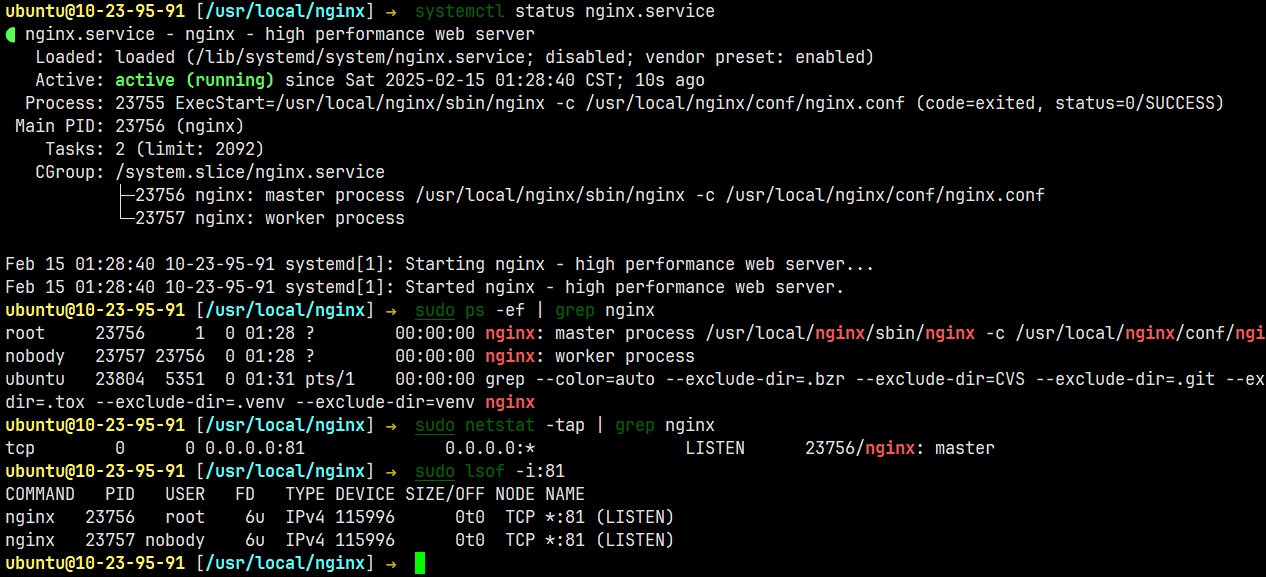 ubuntu@10-23-95-91 [/usr/local/nginx] → systemctl status nginx.service
● nginx.service - nginx - high performance web server
   Loaded: loaded (/lib/systemd/system/nginx.service; disabled; vendor preset: enabled)
   Active: active (running) since Sat 2025-02-15 01:28:40 CST; 10s ago
  Process: 23755 ExecStart=/usr/local/nginx/sbin/nginx -c /usr/local/nginx/conf/nginx.conf (code=exited, status=0/SUCCESS)
 Main PID: 23756 (nginx)
    Tasks: 2 (limit: 2092)
   CGroup: /system.slice/nginx.service
           ├─23756 nginx: master process /usr/local/nginx/sbin/nginx -c /usr/local/nginx/conf/nginx.conf
           └─23757 nginx: worker process
Feb 15 01:28:40 10-23-95-91 systemd[1]: Starting nginx - high performance web server...
Feb 15 01:28:40 10-23-95-91 systemd[1]: Started nginx - high performance web server.
ubuntu@10-23-95-91 [/usr/local/nginx] → sudo ps -ef | grep nginx
root     23756     1  0 01:28 ?        00:00:00 nginx: master process /usr/local/nginx/sbin/nginx -c /usr/local/nginx/conf/ngi
nobody   23757 23756  0 01:28 ?        00:00:00 nginx: worker process
ubuntu   23804  5351  0 01:31 pts/1    00:00:00 grep --color=auto --exclude-dir=.bzr --exclude-dir=CVS --exclude-dir=.git --ex
dir=.tox --exclude-dir=.venv --exclude-dir=venv nginx
ubuntu@10-23-95-91 [/usr/local/nginx] → sudo netstat -tap | grep nginx
tcp        0      0 0.0.0.0:81              0.0.0.0:*               LISTEN      23756/nginx: master
ubuntu@10-23-95-91 [/usr/local/nginx] → sudo lsof -i:81
COMMAND   PID   USER   FD   TYPE DEVICE SIZE/OFF NODE NAME
nginx   23756   root    6u  IPv4 115996      0t0  TCP *:81 (LISTEN)
nginx   23757 nobody    6u  IPv4 115996      0t0  TCP *:81 (LISTEN)
ubuntu@10-23-95-91 [/usr/local/nginx] →